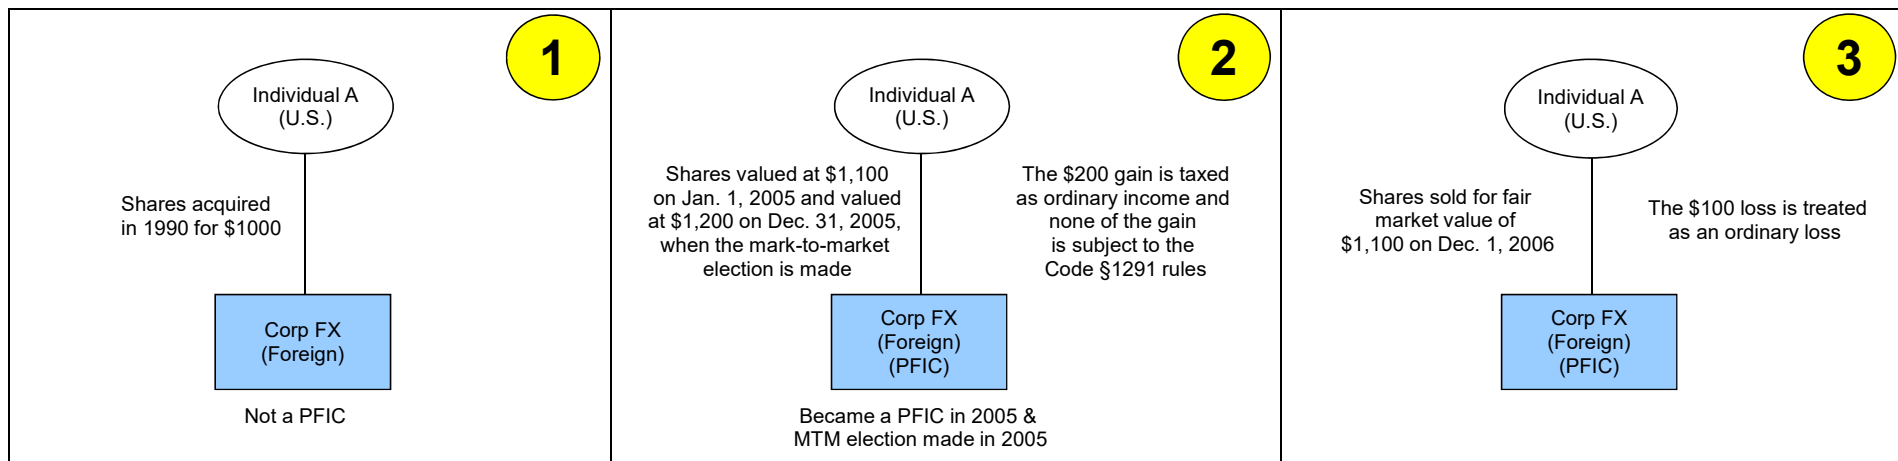 1
Individual A
(U.S.)
Shares acquired
in 1990 for $1000
Corp FX
(Foreign)
Not a PFIC
2
Individual A
(U.S.)
Shares valued at $1,100
on Jan. 1, 2005 and valued
at $1,200 on Dec. 31, 2005,
when the mark-to-market
election is made
The $200 gain is taxed
as ordinary income and
none of the gain
is subject to the
Code §1291 rules
Corp FX
(Foreign)
(PFIC)
Became a PFIC in 2005 &
MTM election made in 2005
3
Individual A
(U.S.)
Shares sold for fair
market value of
$1,100 on Dec. 1, 2006
The $100 loss is treated
as an ordinary loss
Corp FX
(Foreign)
(PFIC)